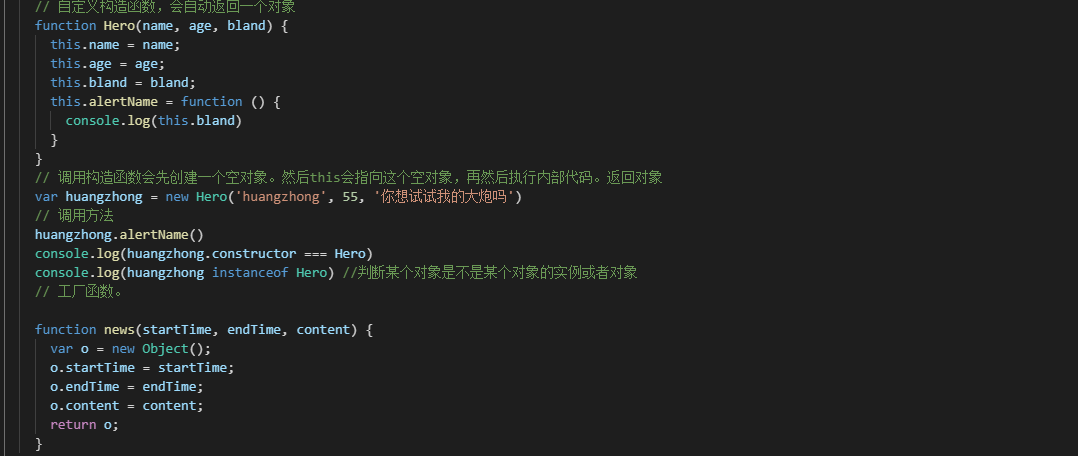 // 自定义构造函数，会自动返回一个对象
function Hero(name, age, bland) {
this.name = name;
this.age = age;
this.bland = bland;
this.alertName = function () {
console.log(this.bland)
}
}
// 调用构造函数会先创建一个空对象。然后this会指向这个空对象，再然后执行内部代码。返回对象
var huangzhong = new Hero('huangzhong', 55, '你想试试我的大炮吗')
// 调用方法
huangzhong.alertName()
console.log(huangzhong.constructor === Hero)
console.log(huangzhong instanceof Hero) //判断某个对象是不是某个对象的实例或者对象
// 工厂函数。
function news(startTime, endTime, content) {
var o = new Object();
o.startTime = startTime;
o.endTime = endTime;
o.content = content;
return o;
}